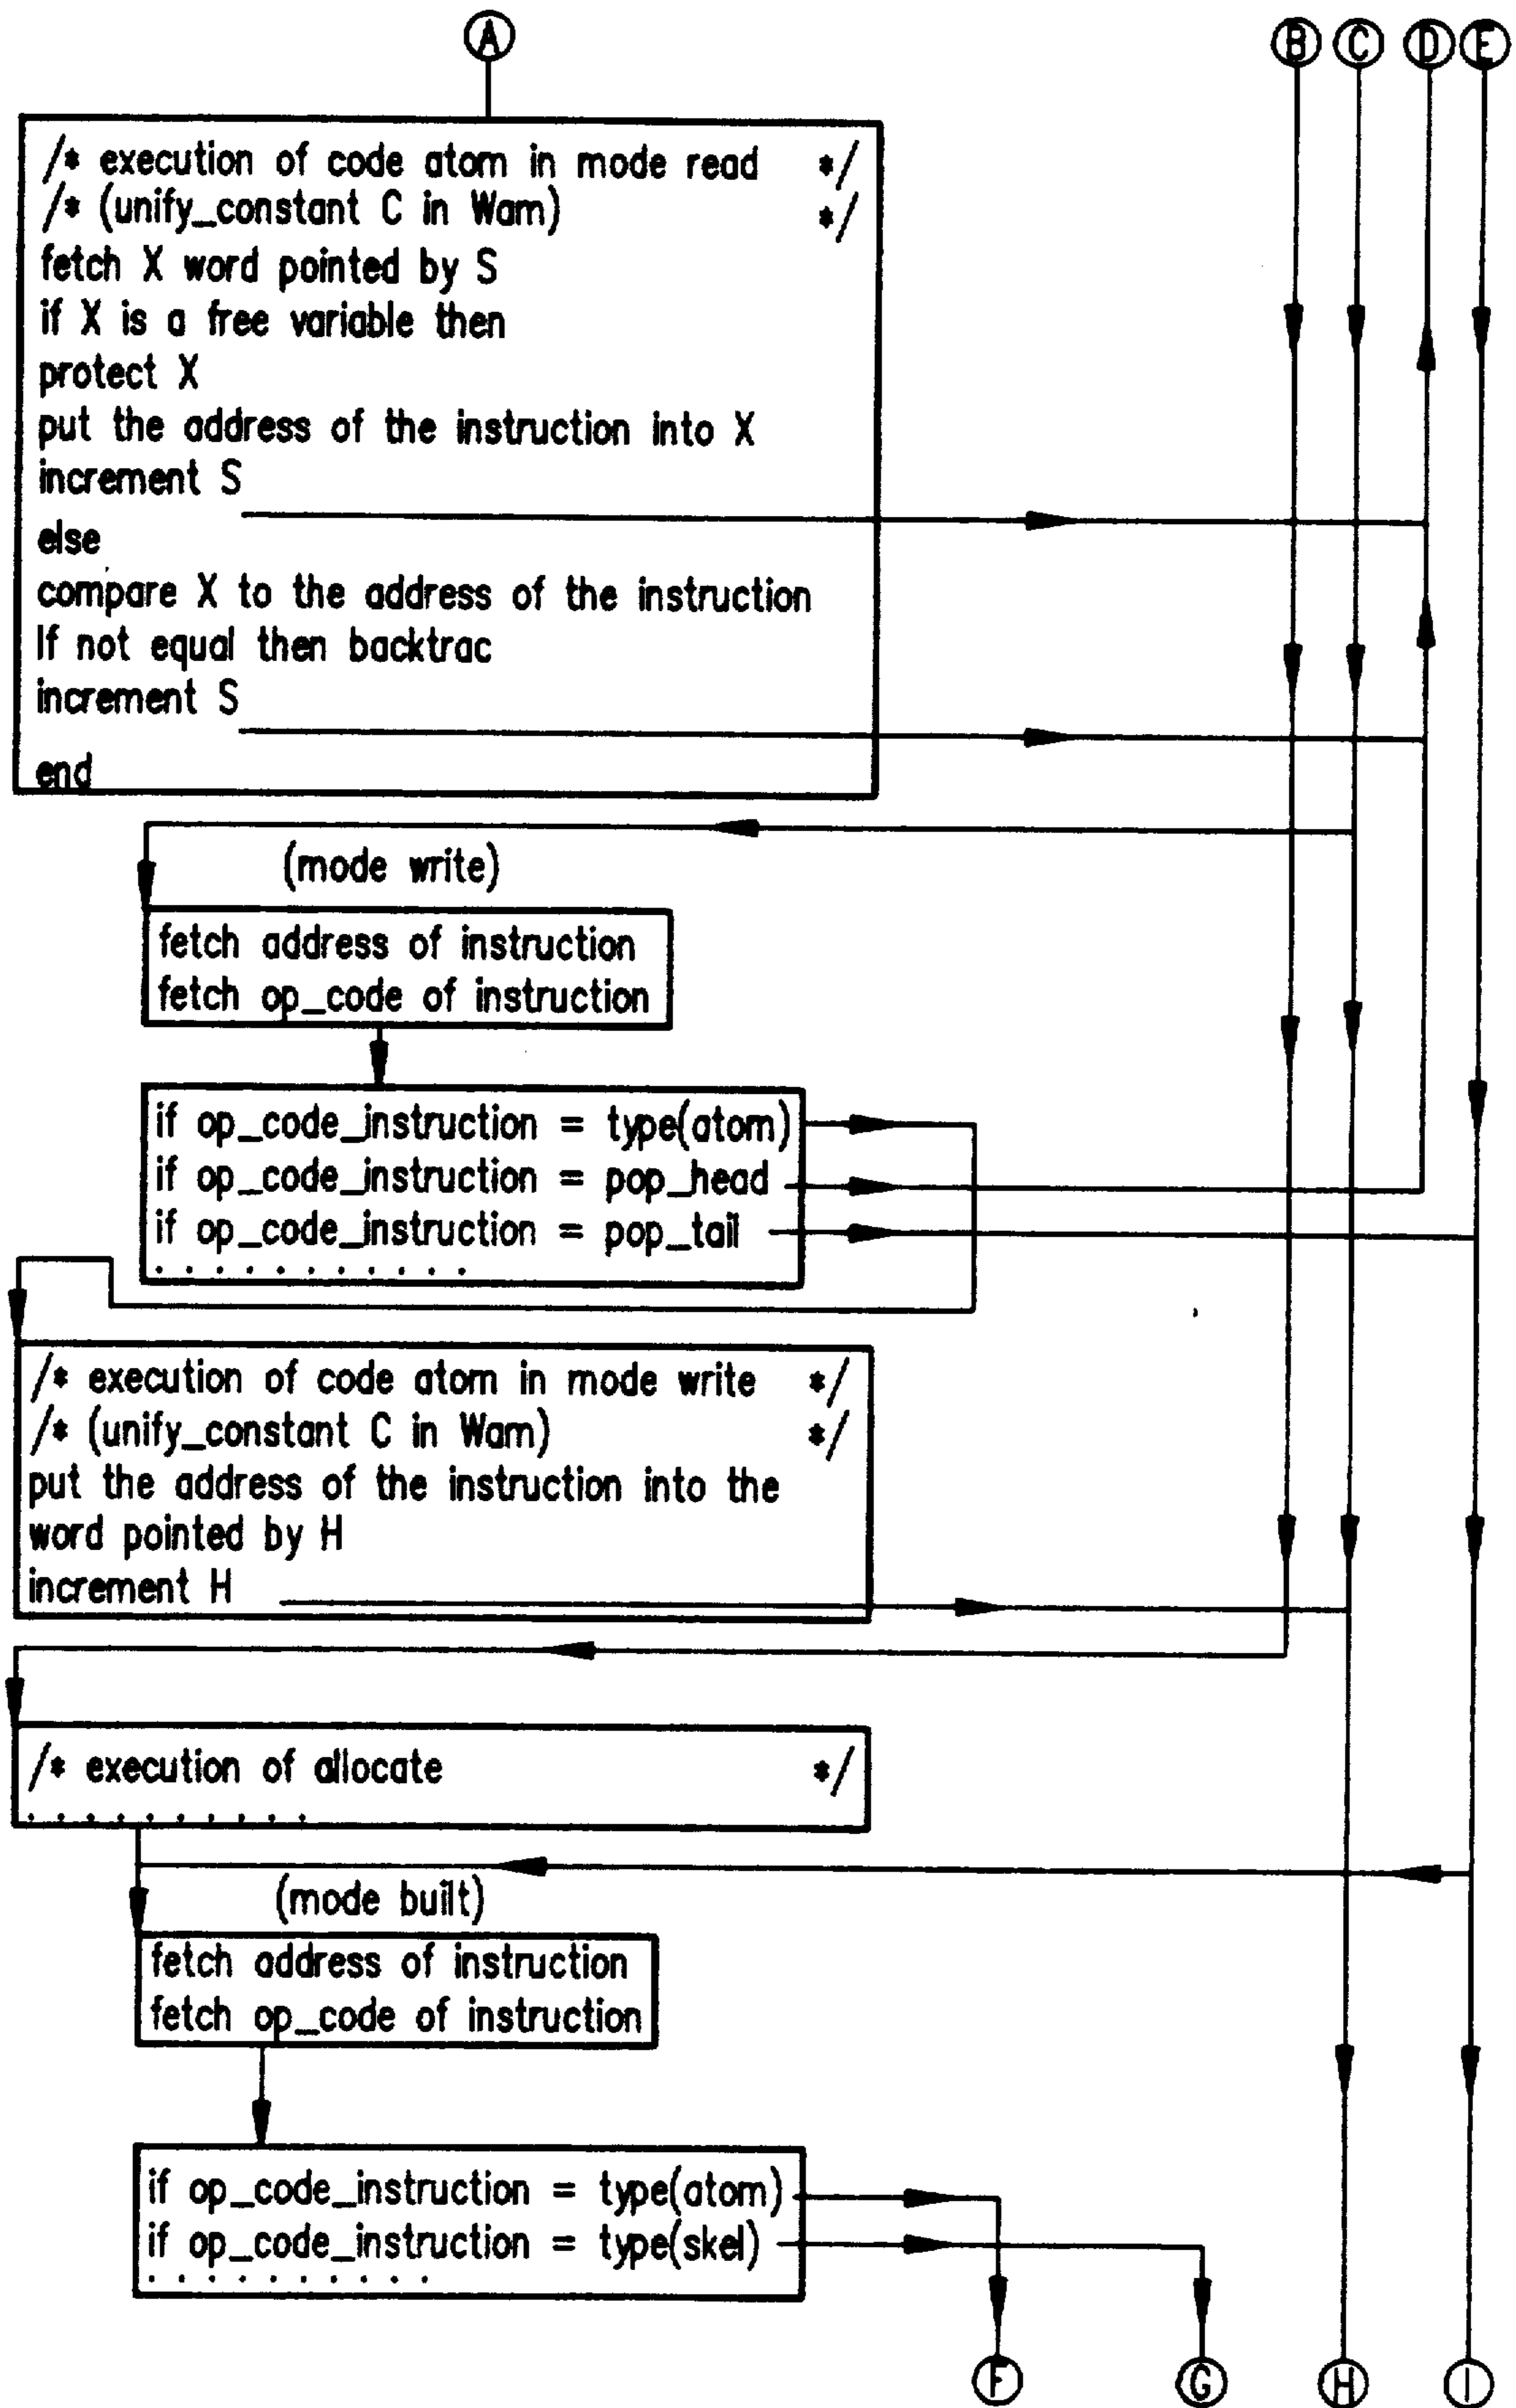 A
B C D E
/* execution of code atom in mode read */
/* (unify_constant C in Wam) */
fetch X word pointed by S
if X is a free variable then
protect X
put the address of the instruction into X
increment S
else
compare X to the address of the instruction
If not equal then backtrac
increment S
end
(mode write)
fetch address of instruction
fetch op_code of instruction
if op_code_instruction = type(atom)
if op_code_instruction = pop_head
if op_code_instruction = pop_tail
. . . . . . . . . . .
/* execution of code atom in mode write */
/* (unify_constant C in Wam) */
put the address of the instruction into the
word pointed by H
increment H
/* execution of allocate */
. . . . . . . . . .
(mode built)
fetch address of instruction
fetch op_code of instruction
if op_code_instruction = type(atom)
if op_code_instruction = type(skel)
. . . . . . . . . .
F G H I